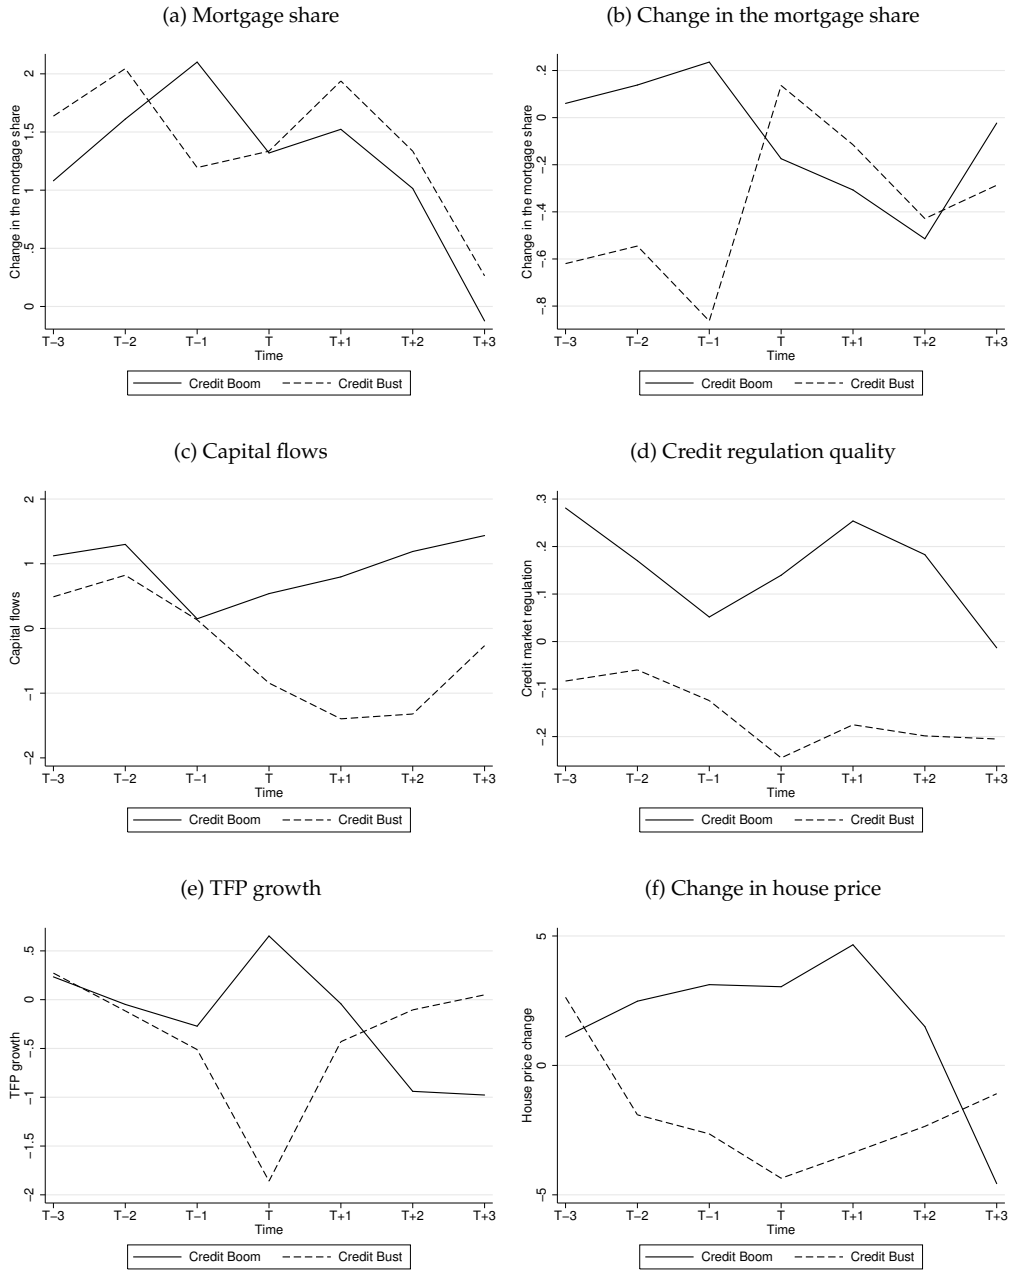 (a) Mortgage share
Change in the mortgage share
2
1.5
1
.5
0
T−3 T−2 T−1 T T+1 T+2 T+3
Time
Credit Boom Credit Bust
(b) Change in the mortgage share
Change in the mortgage share
.2
0
−.2
−.4
−.6
−.8
T−3 T−2 T−1 T T+1 T+2 T+3
Time
Credit Boom Credit Bust
(c) Capital flows
Capital flows
2
1
0
−1
−2
T−3 T−2 T−1 T T+1 T+2 T+3
Time
Credit Boom Credit Bust
(d) Credit regulation quality
Credit market regulation
.3
.2
.1
0
−.1
−.2
T−3 T−2 T−1 T T+1 T+2 T+3
Time
Credit Boom Credit Bust
(e) TFP growth
TFP growth
.5
0
−.5
−1
−1.5
−2
T−3 T−2 T−1 T T+1 T+2 T+3
Time
Credit Boom Credit Bust
(f) Change in house price
House price change
5
0
−5
T−3 T−2 T−1 T T+1 T+2 T+3
Time
Credit Boom Credit Bust